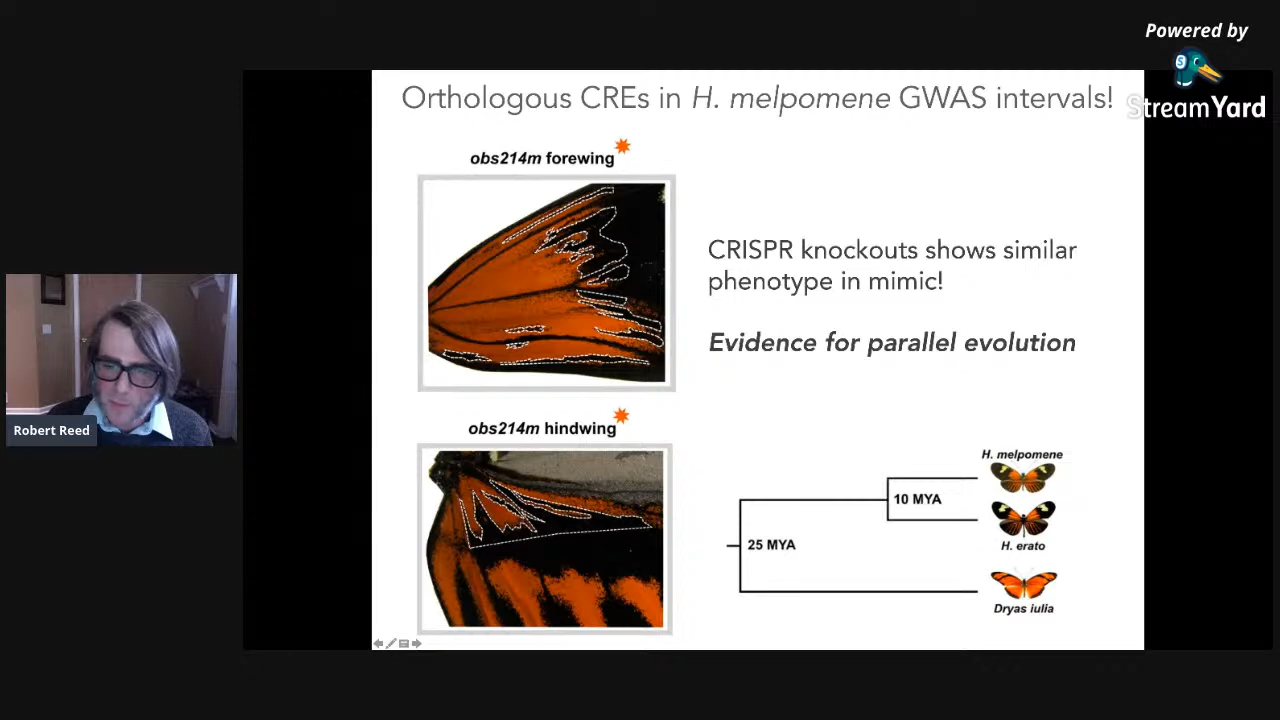 Powered by
StreamYard
Orthologous CREs in H. melpomene GWAS intervals!
obs214m forewing
CRISPR knockouts shows similar
phenotype in mimic!
Evidence for parallel evolution
Robert Reed
obs214m hindwing
H. melpomene
10 MYA
H. erato
25 MYA
Dryas iulia